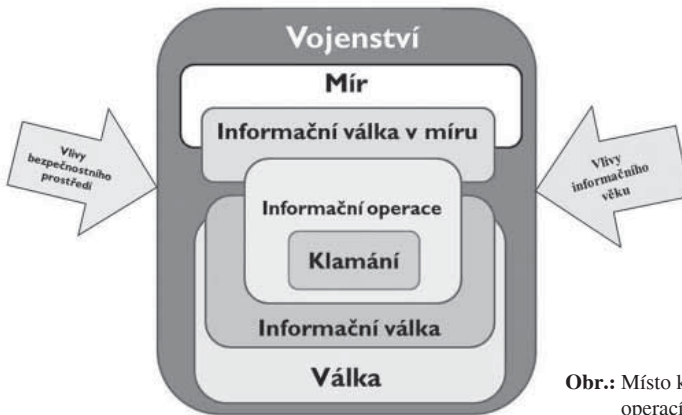 Vojenství
Mír
Informační válka v míru
Vlivy
bezpečnostního
prostředí
Vlivy
informačního
věku
Informační operace
Klamání
Informační válka
Válka
Obr.: Místo k
operací